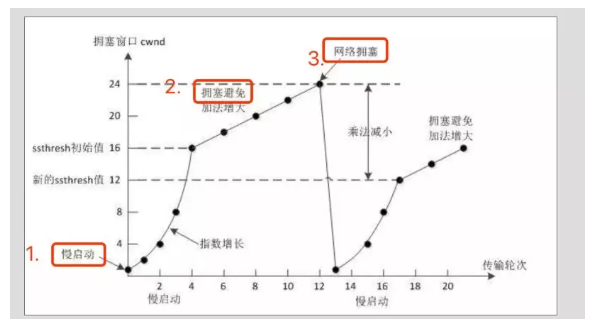 拥塞窗口 cwnd
3.
网络拥塞
24
2.
拥塞避免
加法增大
20
乘法减小
拥塞避免
加法增大
ssthresh初始值 16
新的ssthresh值 12
8
4
指数增长
1.
慢启动
传输轮次
2 4 6 8 10 12 14 16 18 20
慢启动
慢启动